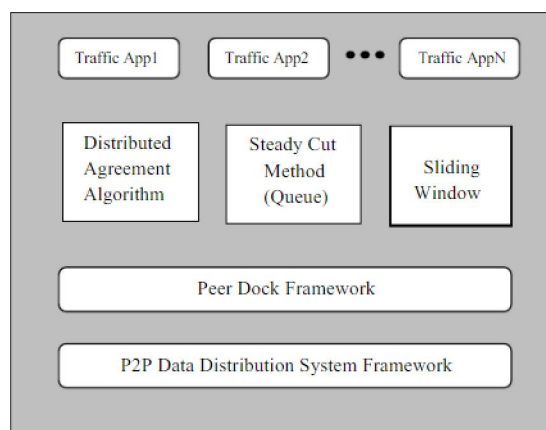 Traffic App1
Traffic App2
Traffic AppN
Distributed
Agreement
Algorithm
Steady Cut
Method
(Queue)
Sliding
Window
Peer Dock Framework
P2P Data Distribution System Framework